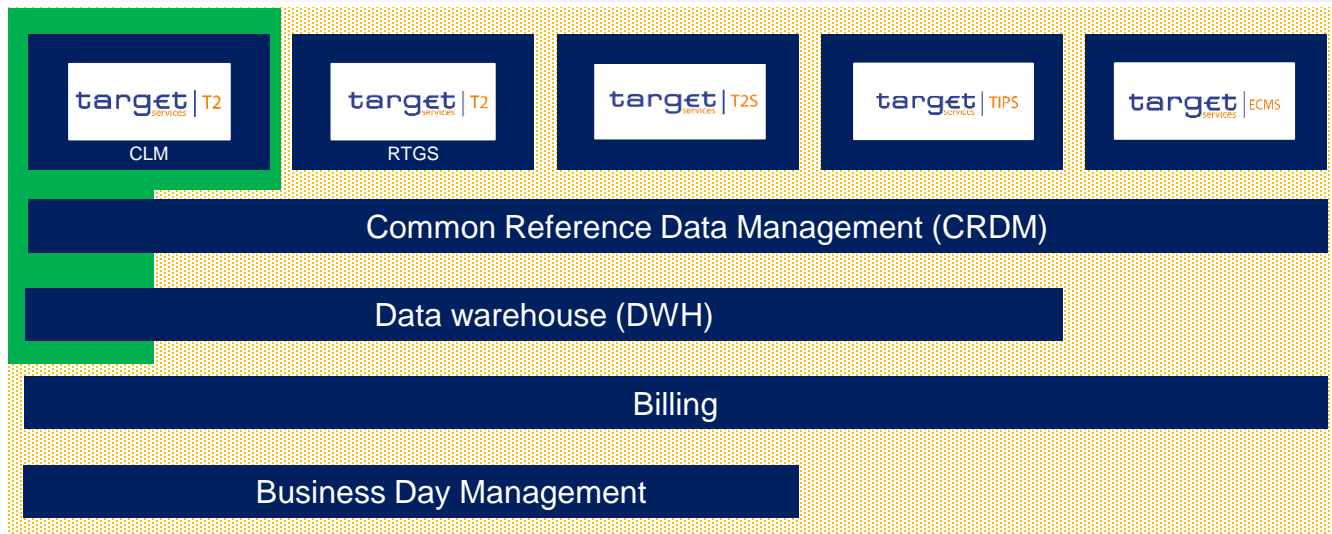 target services | T2
CLM
target services | T2
RTGS
target services | T2S
target services | TIPS
target services | ECMS
Common Reference Data Management (CRDM)
Data warehouse (DWH)
Billing
Business Day Management